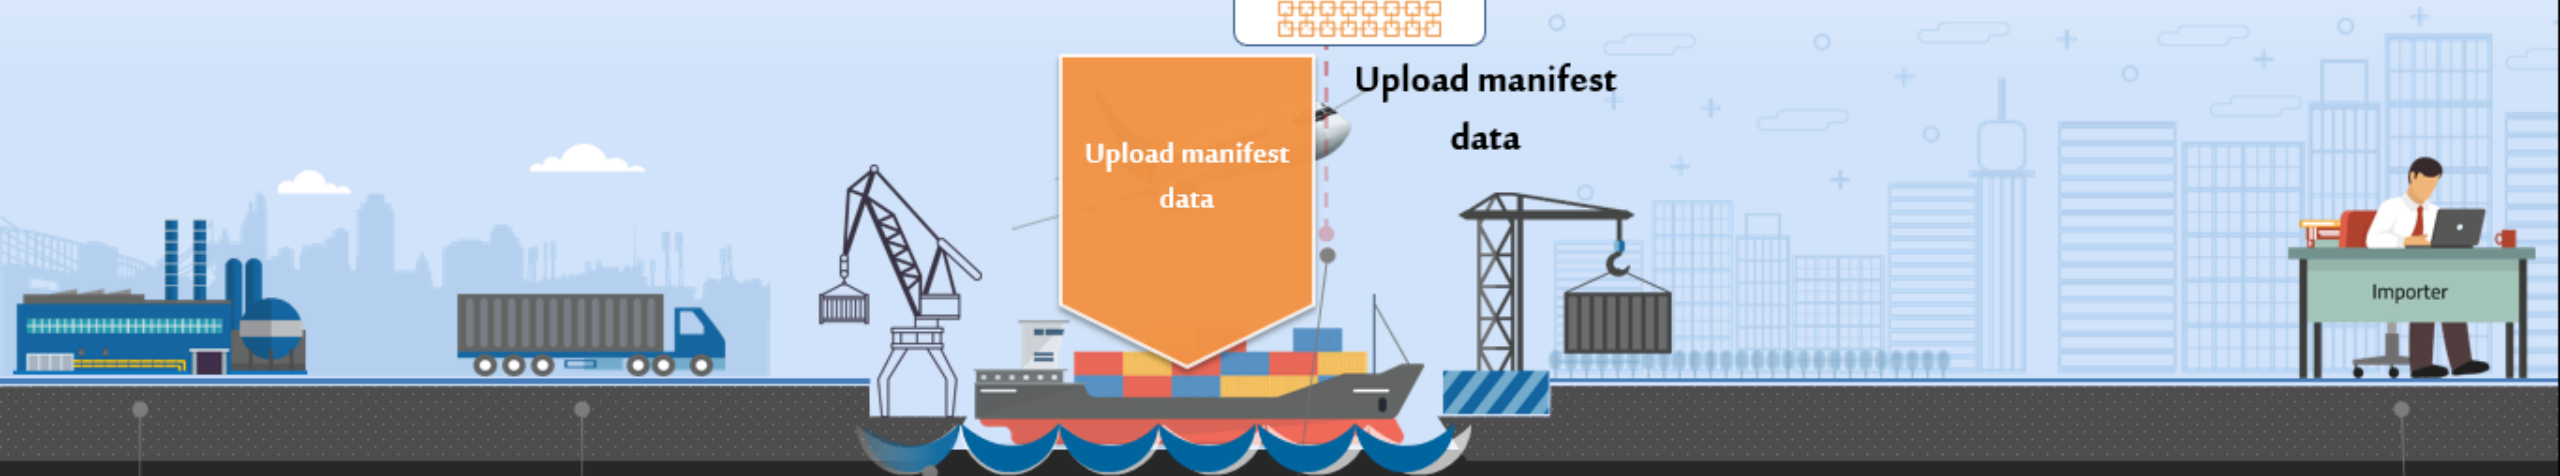 Upload manifest
data
Upload manifest
data
Importer